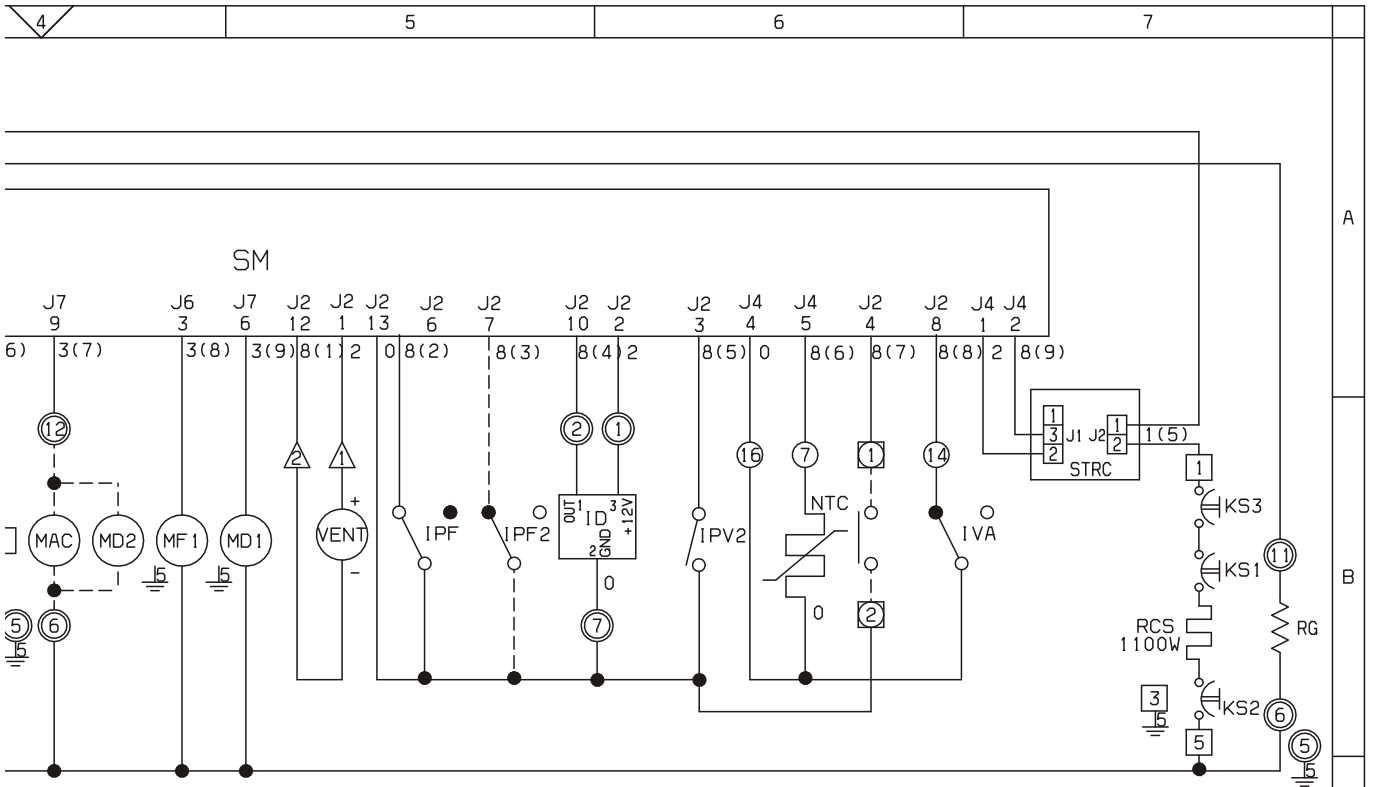 4 5 6 7
A
SM
J7 J6 J7 J2 J2 J2 J2 J2 J2 J2 J2 J4 J4 J2 J2 J4 J4
9 3 6 12 1 13 6 7 10 2 3 4 5 4 8 1 2
6) 3(7) 3(8) 3(9) 8(1) 2 0 8(2) 8(3) 8(4) 2 8(5) 0 8(6) 8(7) 8(8) 2 8(9)
12 2 1 2 1 16 7 1 14
1 3 2 J1 J2 1 2 1(5)
STRC
1
KS3
MAC MD2 MF1 MD1
+ VENT -
IPF IPF2
OUT 1 ID 3 +12V
2 GND
IPV2 NTC IVA
KS1 11 B
5 5
0 0
5 6 7 2
5
RCS
1100W
RG
3 5
KS2 6
5 5
5